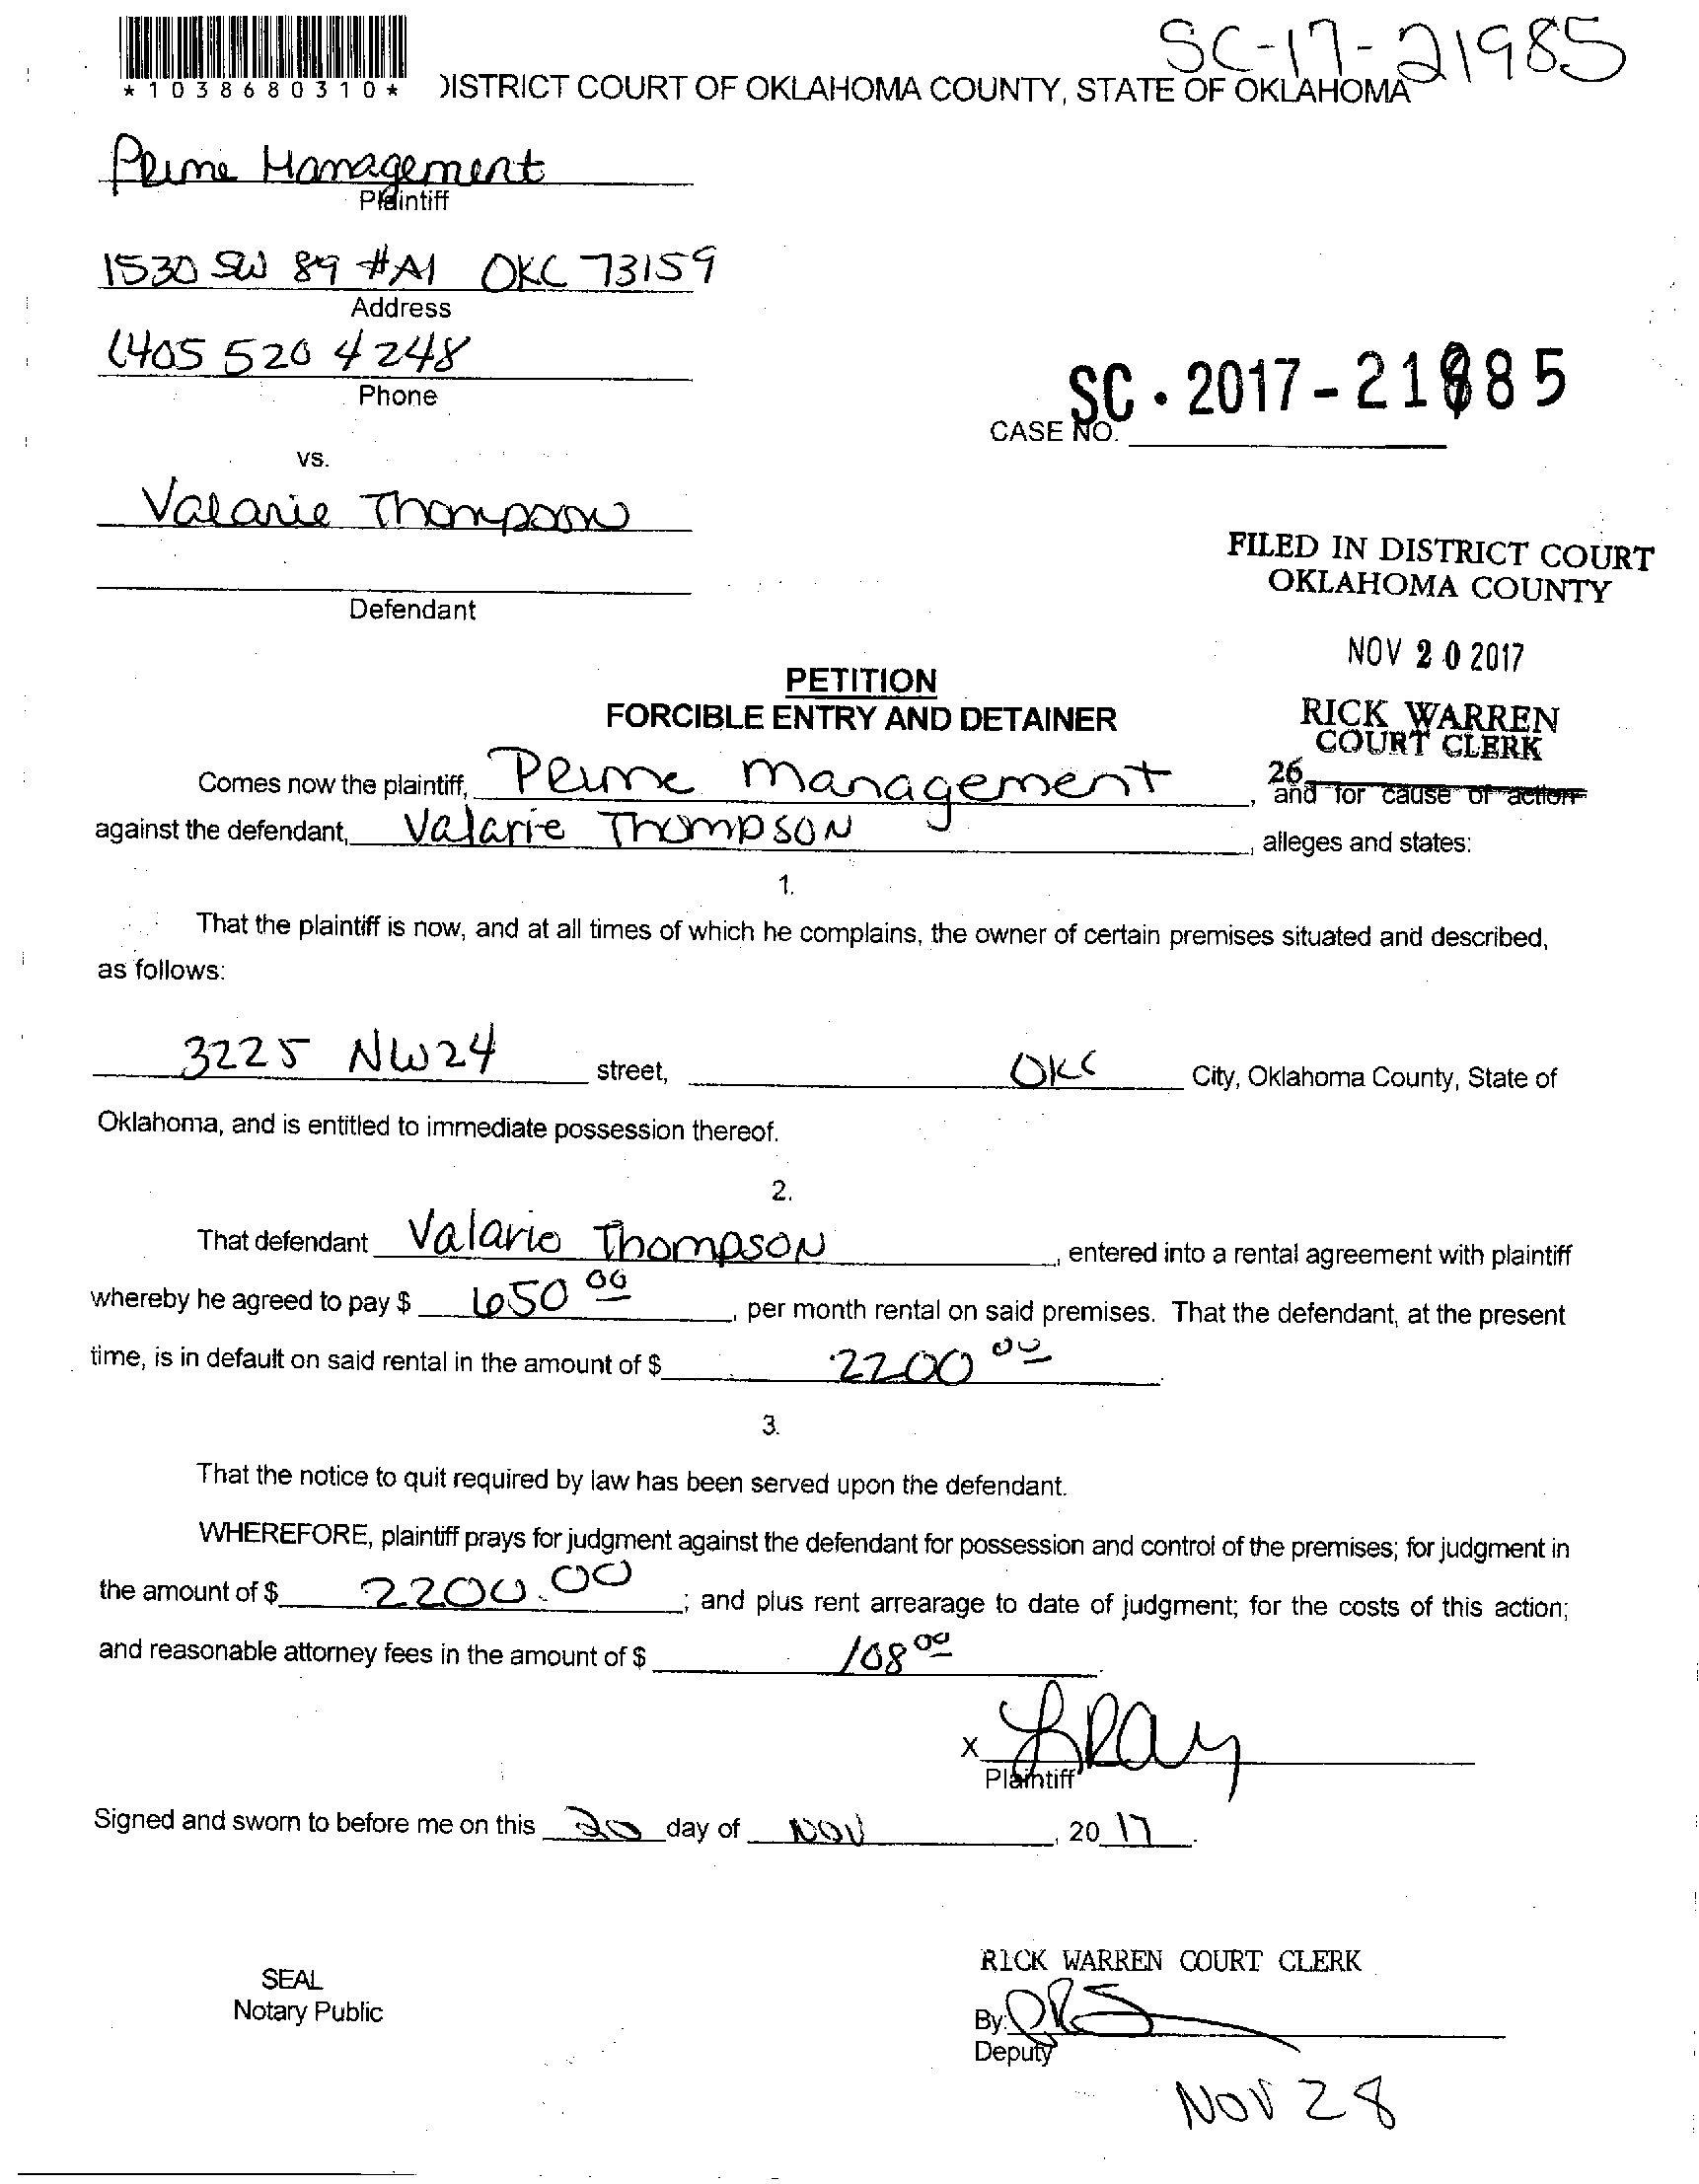 SC-17-21985
*1038680310*
DISTRICT COURT OF OKLAHOMA COUNTY, STATE OF OKLAHOMA
Prime Management
Plaintiff
1530 SW 89 #A1 OKC 73159
Address
(405 520 4248
Phone
SC - 2017 - 21985
CASE NO.
vs.
Valarie Thompson
Defendant
FILED IN DISTRICT COURT
OKLAHOMA COUNTY
NOV 20 2017
RICK WARREN
COURT CLERK
26
PETITION
FORCIBLE ENTRY AND DETAINER
Comes now the plaintiff, Prime Management, and for cause of action
against the defendant, Valarie Thompson, alleges and states:
1.
That the plaintiff is now, and at all times of which he complains, the owner of certain premises situated and described,
as follows:
3225 NW 24 street, OKC City, Oklahoma County, State of
Oklahoma, and is entitled to immediate possession thereof.
2.
That defendant Valarie Thompson, entered into a rental agreement with plaintiff
whereby he agreed to pay $ 650 00, per month rental on said premises. That the defendant, at the present
time, is in default on said rental in the amount of $ 2200 00.
3.
That the notice to quit required by law has been served upon the defendant.
WHEREFORE, plaintiff prays for judgment against the defendant for possession and control of the premises; for judgment in
the amount of $ 2200.00; and plus rent arrearage to date of judgment; for the costs of this action;
and reasonable attorney fees in the amount of $ 108 00.
X LRay
Plaintiff
Signed and sworn to before me on this 20 day of NOV, 20 17.
RICK WARREN COURT CLERK
SEAL
Notary Public
By:
Deputy
NOV 28